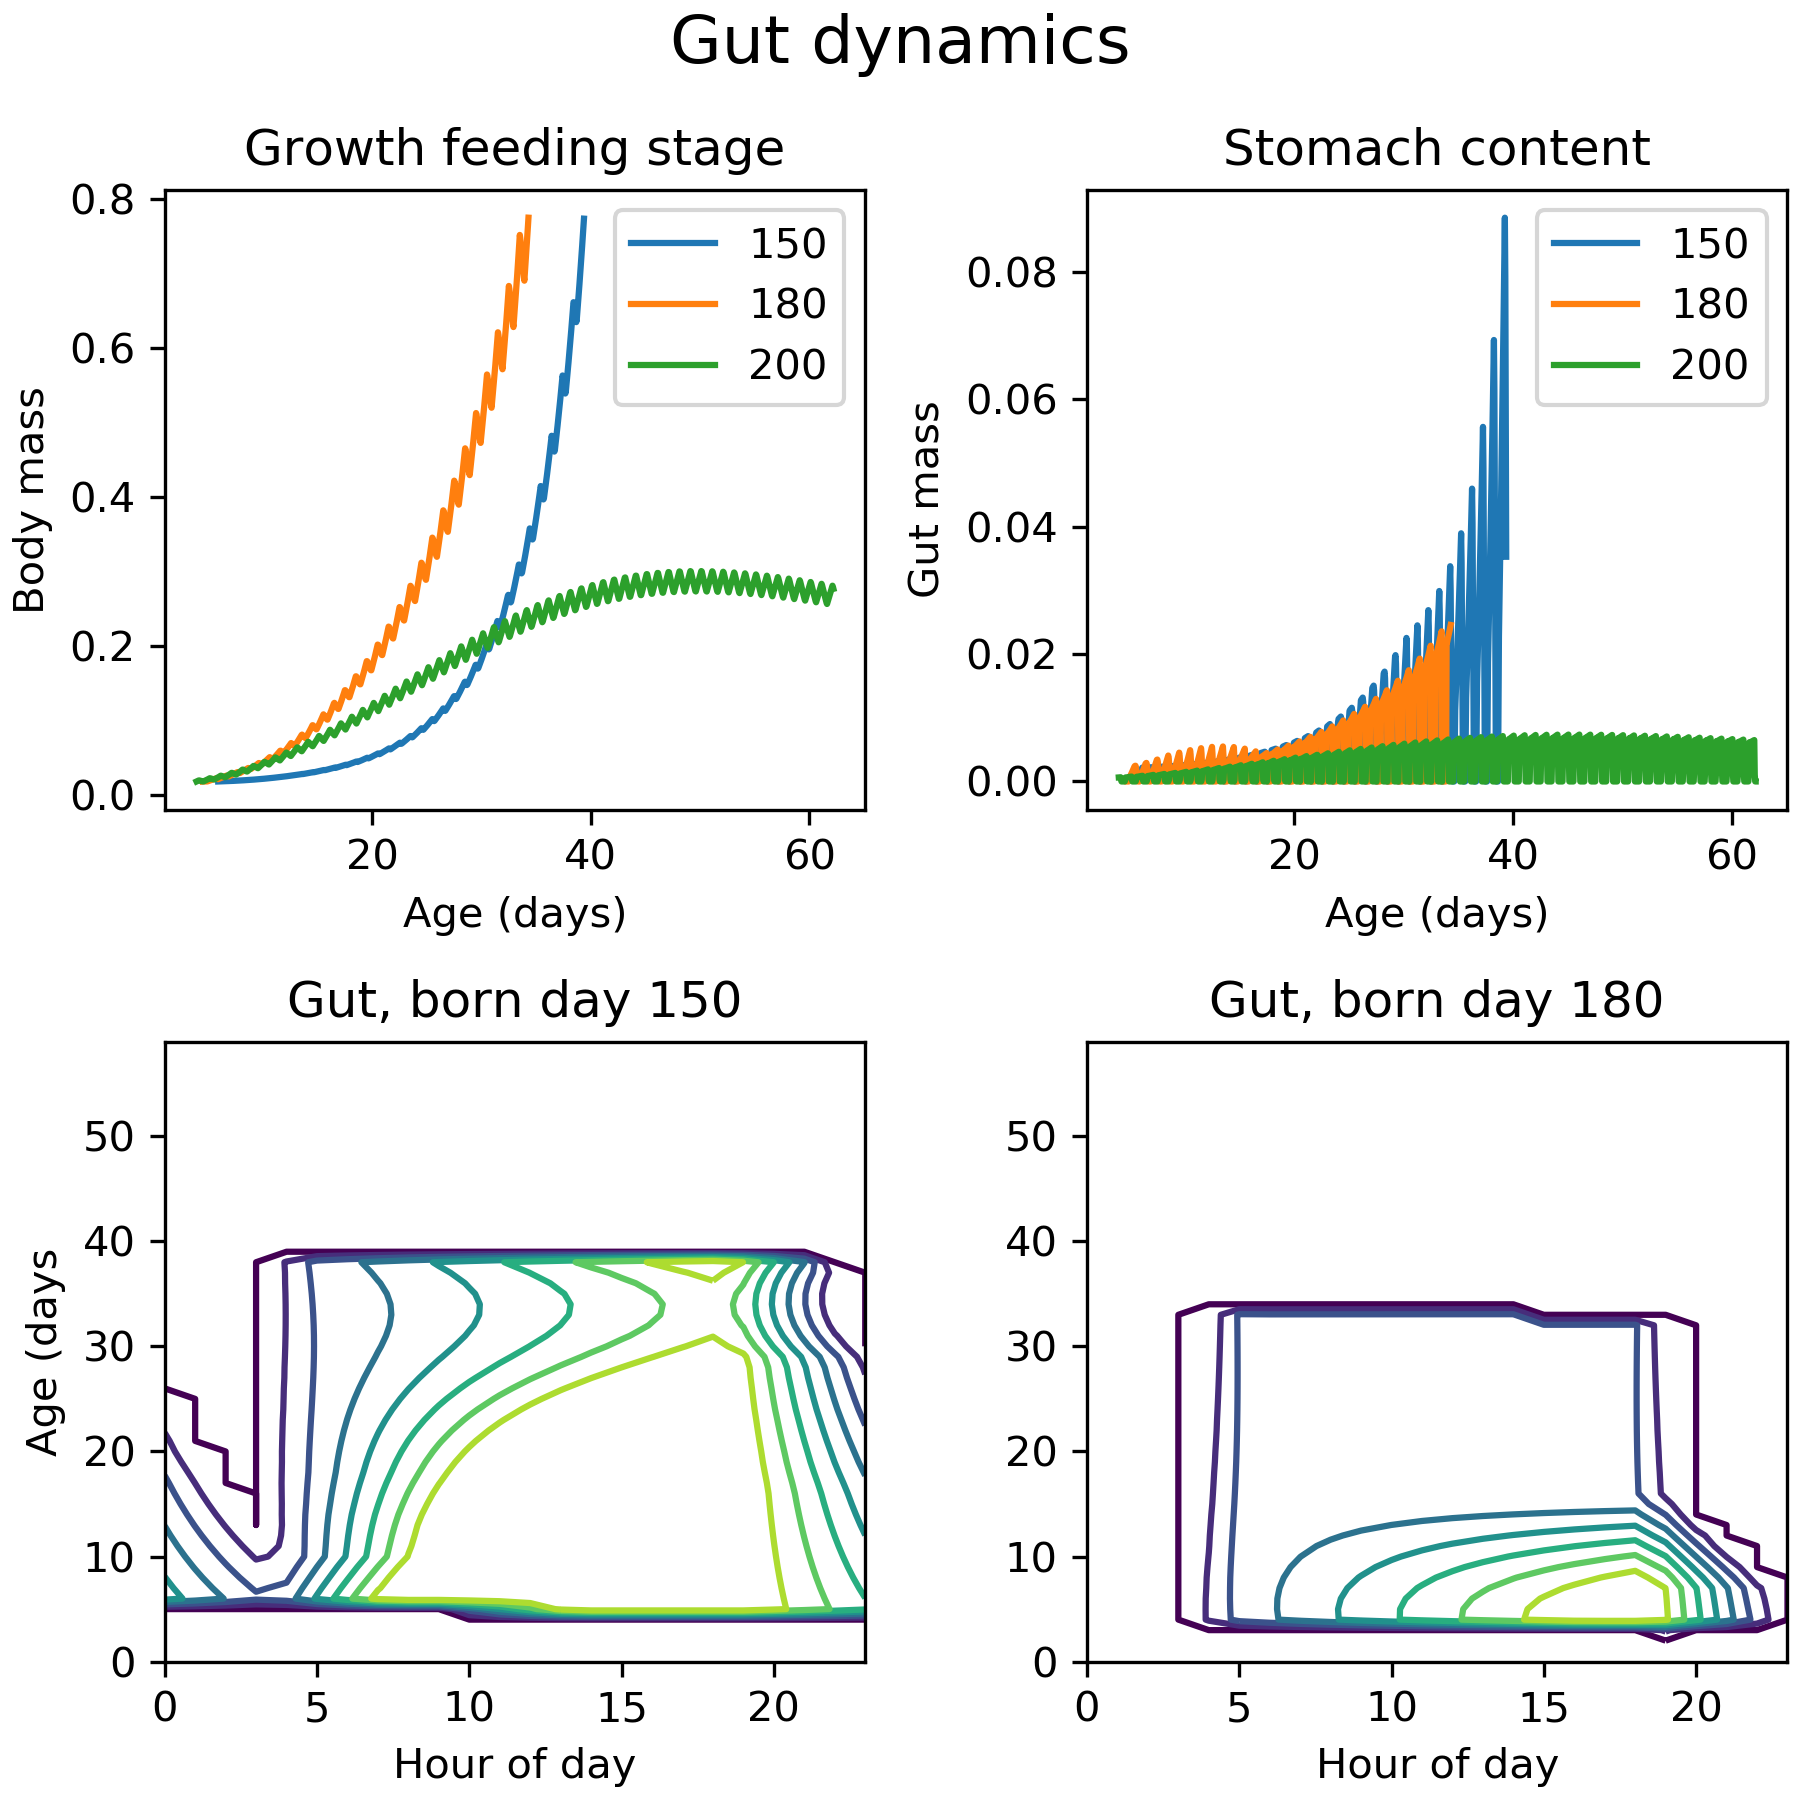 Gut dynamics
Growth feeding stage
0.8
0.6
0.4
0.2
0.0
Body mass
150
180
200
20 40 60
Age (days)
Stomach content
0.08
0.06
0.04
0.02
0.00
Gut mass
150
180
200
20 40 60
Age (days)
Gut, born day 150
50
40
30
20
10
0
Age (days
0 5 10 15 20
Hour of day
Gut, born day 180
50
40
30
20
10
0
0 5 10 15 20
Hour of day